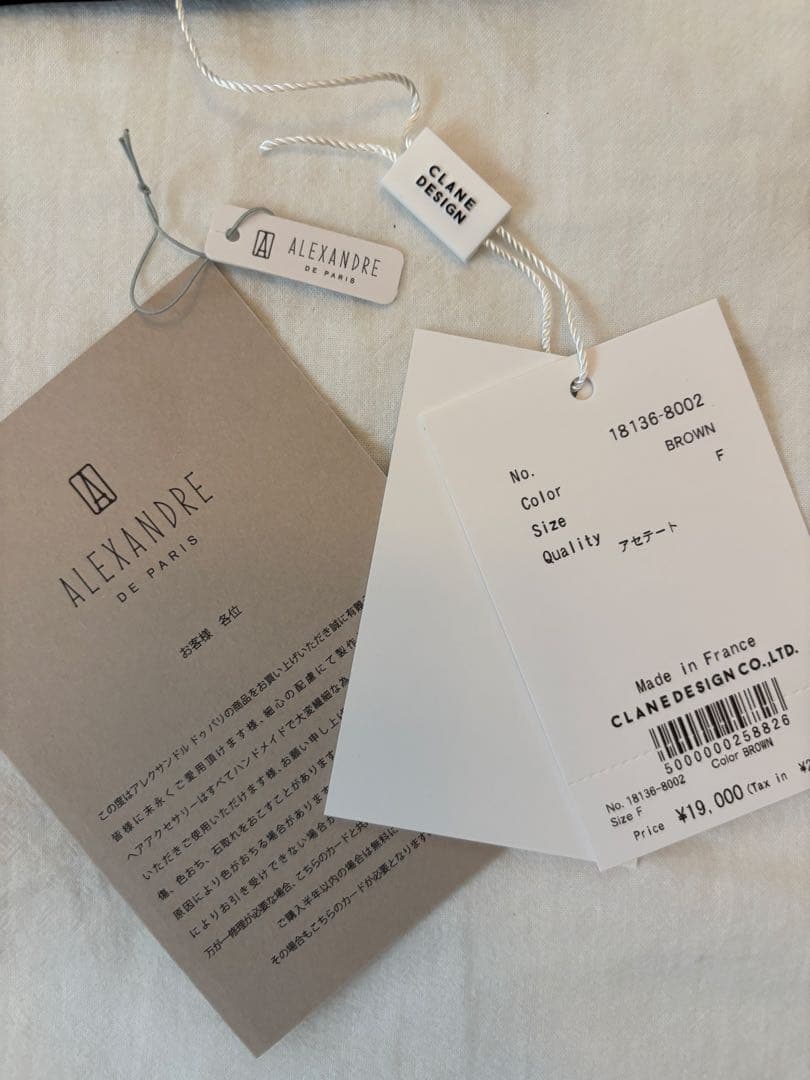 CLANE
DESIGN
ALEXANDRE
DE PARIS
ALEXANDRE
DE PARIS
お客様 各位
この度はアレクサンドル ドゥ パリの商品をお買い上げいただき誠に有難
皆様に末永くご愛用頂けます様、細心の配慮にて製作
ヘアアクセサリーはすべてハンドメイドで大変繊細な為
いただきご使用いただけます様、お願い申し上げ
傷、色おち、石取れをおこすことがあります
原因により色がおちる場合があります
によりお引き受けできない場合が
万が一修理が必要な場合、こちらのカードと共
ご購入半年以内の場合は無料に
その場合もこちらのカードが必要となります
No. 18136-8002
Color BROWN
Size F
Quality アセテート
Made in France
CLANE DESIGN CO.,LTD.
5000000258826
No. 18136-8002 Color BROWN
Size F
Price ¥19,000 (Tax in ¥2